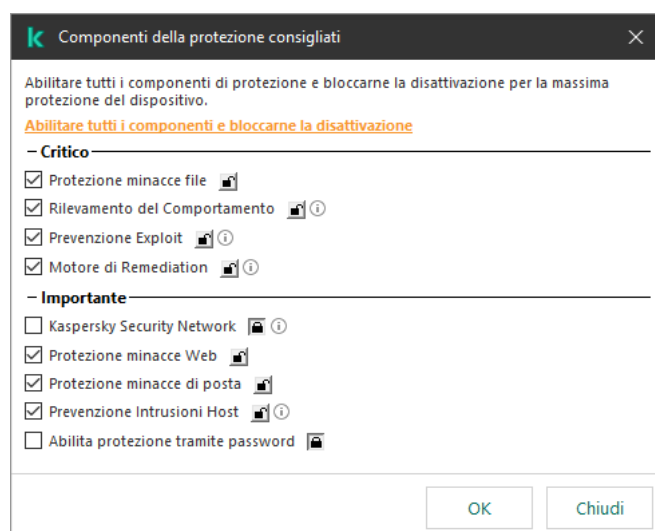 Componenti della protezione consigliati
Abilitare tutti i componenti di protezione e bloccarne la disattivazione per la massima
protezione del dispositivo.
Abilitare tutti i componenti e bloccarne la disattivazione
– Critico
Protezione minacce file
Rilevamento del Comportamento
Prevenzione Exploit
Motore di Remediation
– Importante
Kaspersky Security Network
Protezione minacce Web
Protezione minacce di posta
Prevenzione Intrusioni Host
Abilita protezione tramite password
OK Chiudi